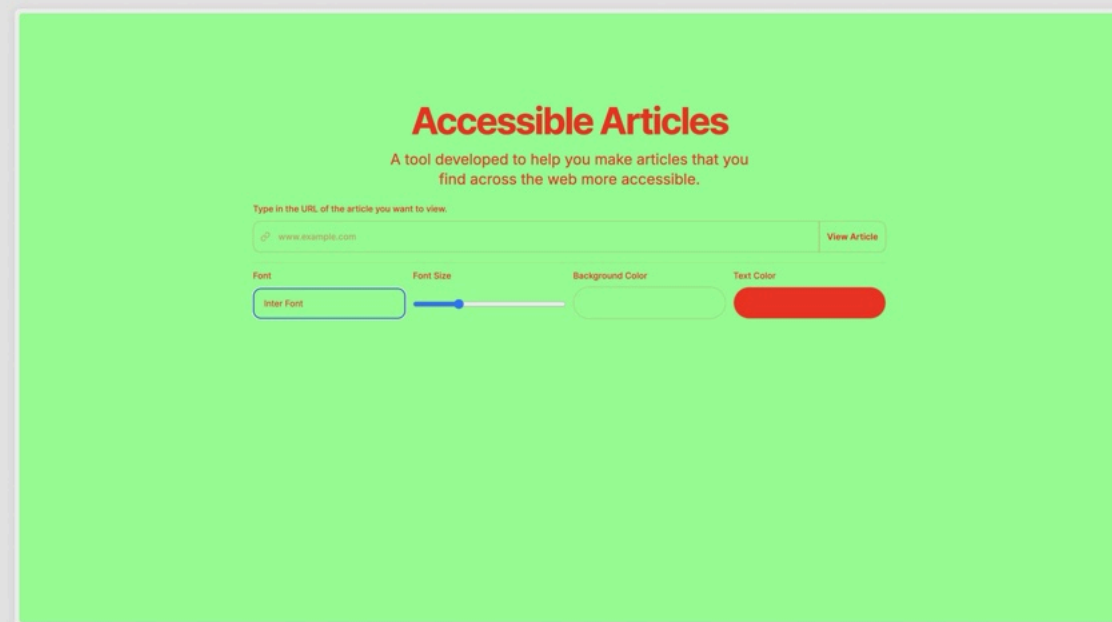 Accessible Articles
A tool developed to help you make articles that you
find across the web more accessible.
Type in the URL of the article you want to view.
www.example.com
View Article
Font
Font Size
Background Color
Text Color
Inter Font